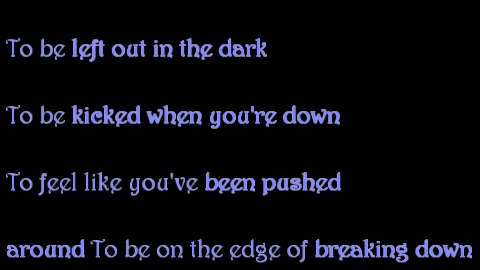 To be left out in the dark
To be kicked when you're down
To feel like you've been pushed
around To be on the edge of breaking down